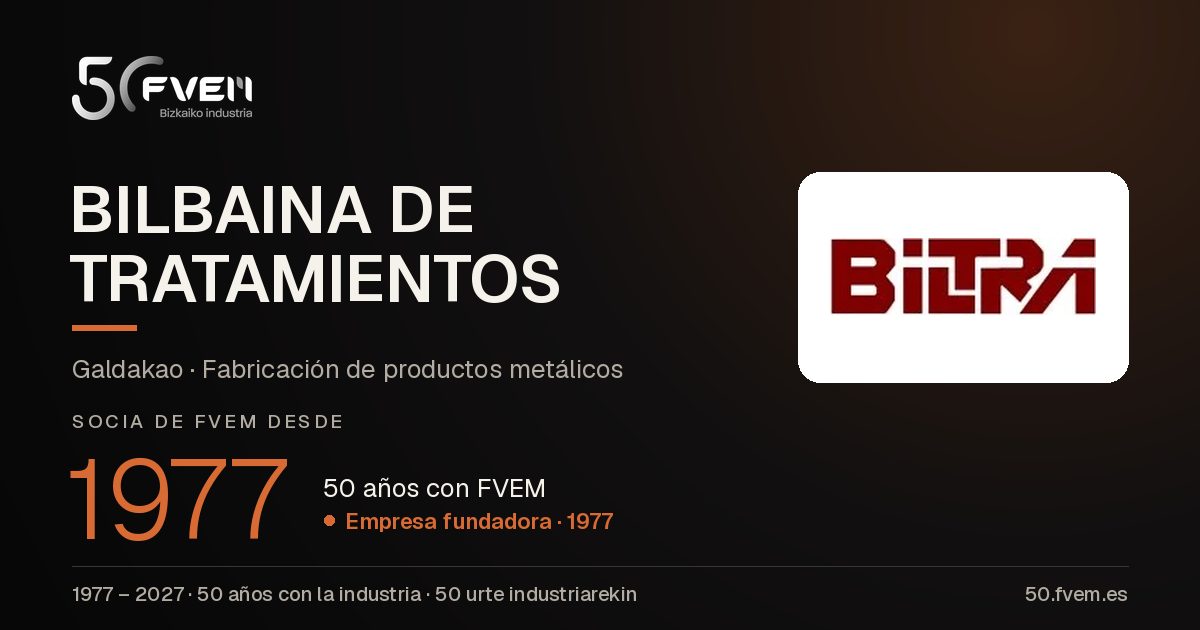 50 FVEM
Bizkaiko industria
BILBAINA DE
TRATAMIENTOS
BILTRA
Galdakao · Fabricación de productos metálicos
SOCIA DE FVEM DESDE
1977
50 años con FVEM
Empresa fundadora · 1977
1977 – 2027 · 50 años con la industria · 50 urte industriarekin
50.fvem.es